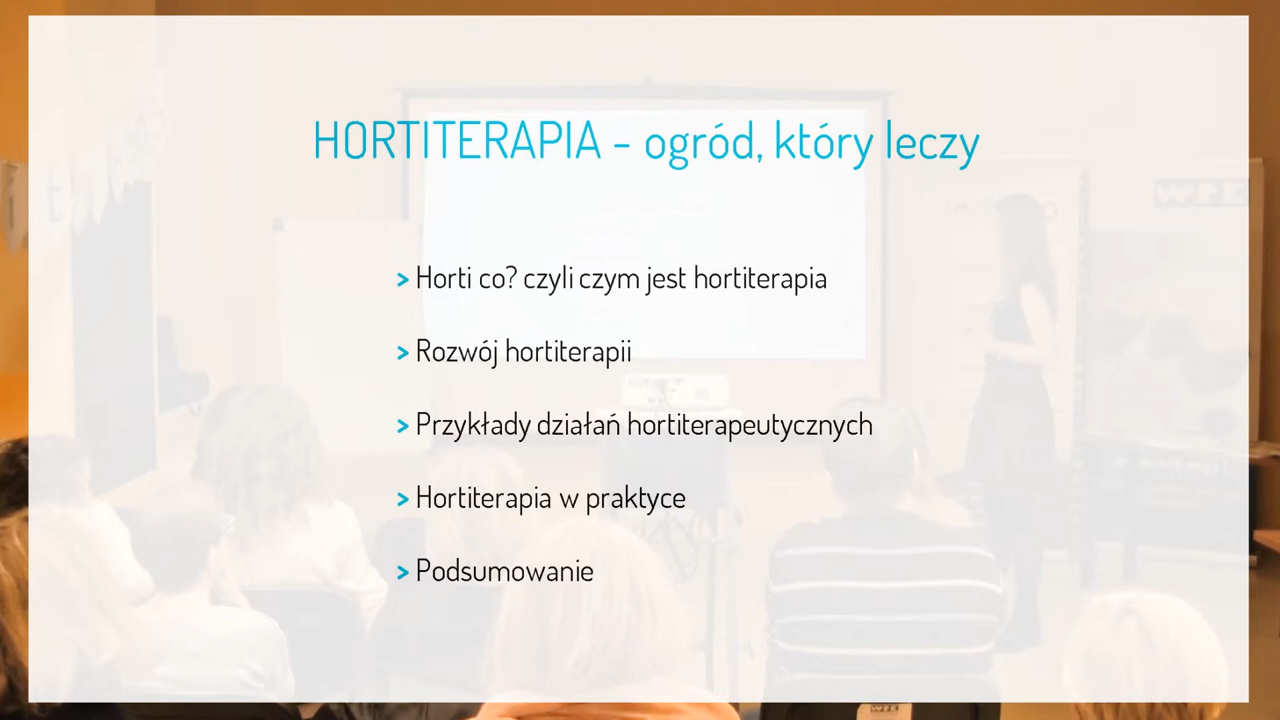 HORTITERAPIA - ogród, który leczy
> Horti co? czyli czym jest hortiterapia
> Rozwój hortiterapii
> Przykłady działań hortiterapeutycznych
> Hortiterapia w praktyce
> Podsumowanie